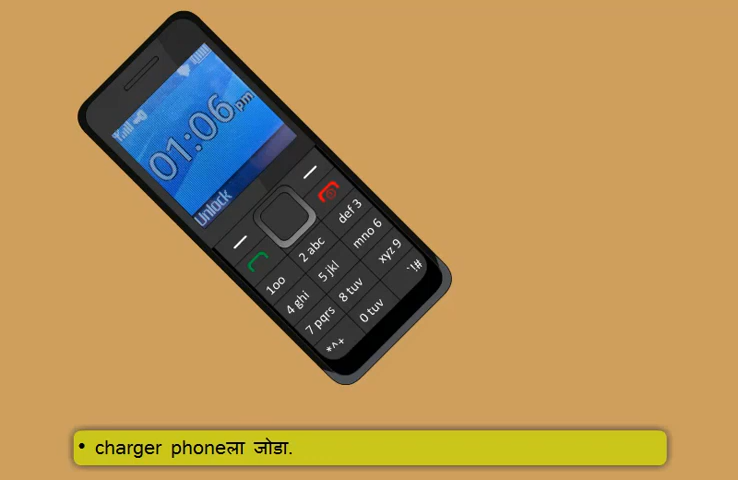 01:06 pm
Unlock
1oo 2 abc def 3
4 ghi 5 jkl mno 6
7 pqrs 8 tuv xyz 9
*^+ 0 tuv `!#
• charger phoneला जोडा.